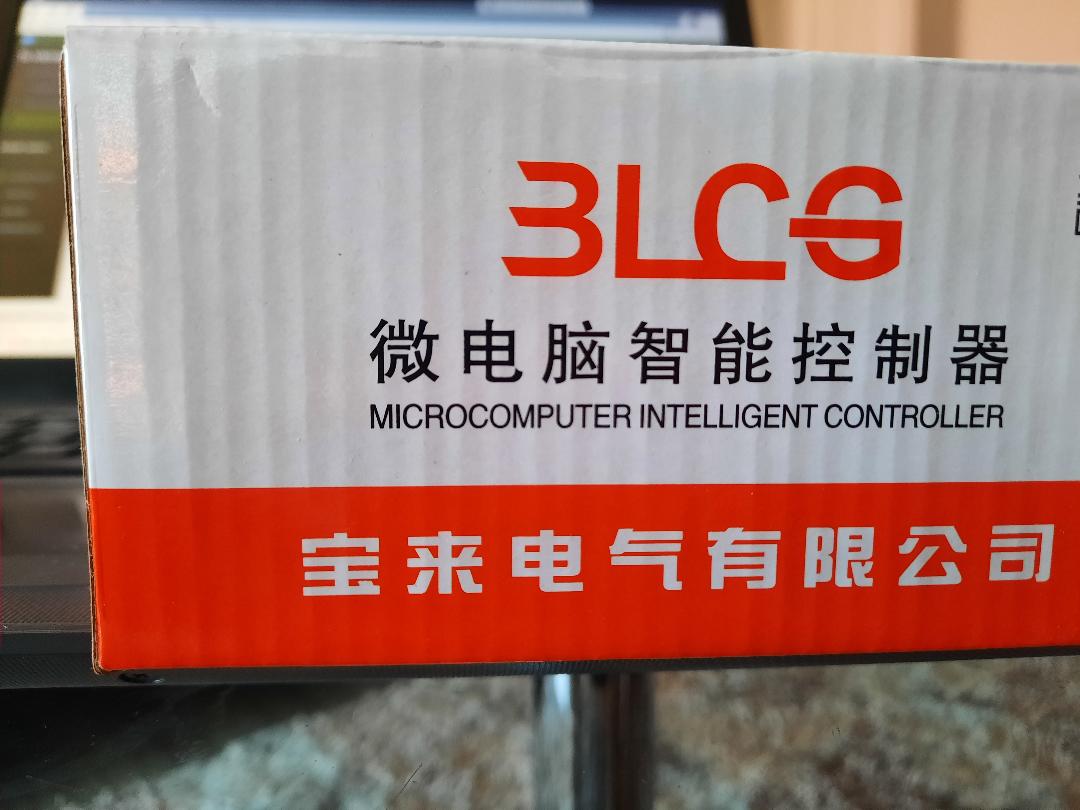 BLCG
微电脑智能控制器
MICROCOMPUTER INTELLIGENT CONTROLLER
宝来电气有限公司